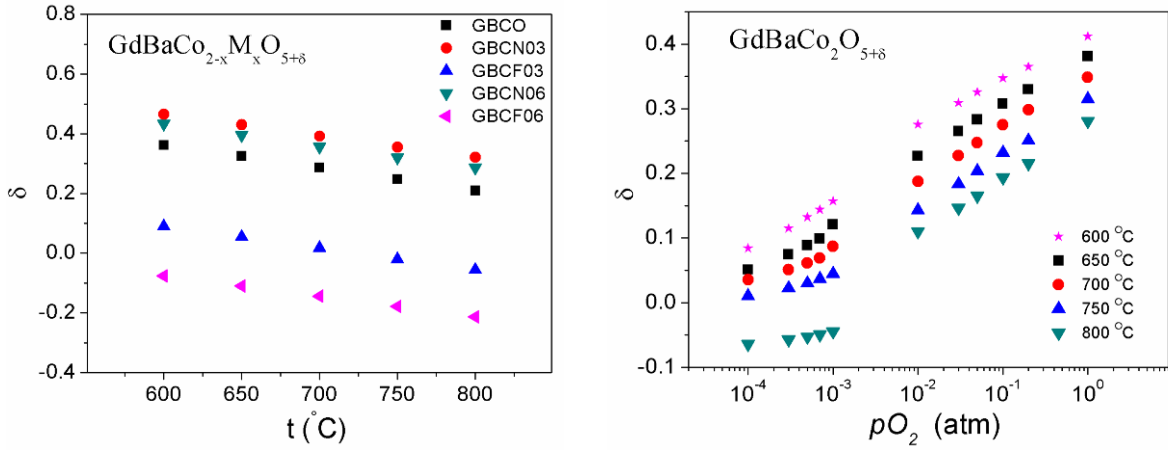 GdBaCo2-xMxO5+δ
GBCO
GBCN03
GBCF03
GBCN06
GBCF06
0.8
0.6
0.4
0.2
0.0
-0.2
-0.4
δ
600 650 700 750 800
t (°C)
GdBaCo2O5+δ
0.4
0.3
0.2
0.1
0.0
-0.1
δ
600 °C
650 °C
700 °C
750 °C
800 °C
10^-4 10^-3 10^-2 10^-1 10^0
pO2 (atm)